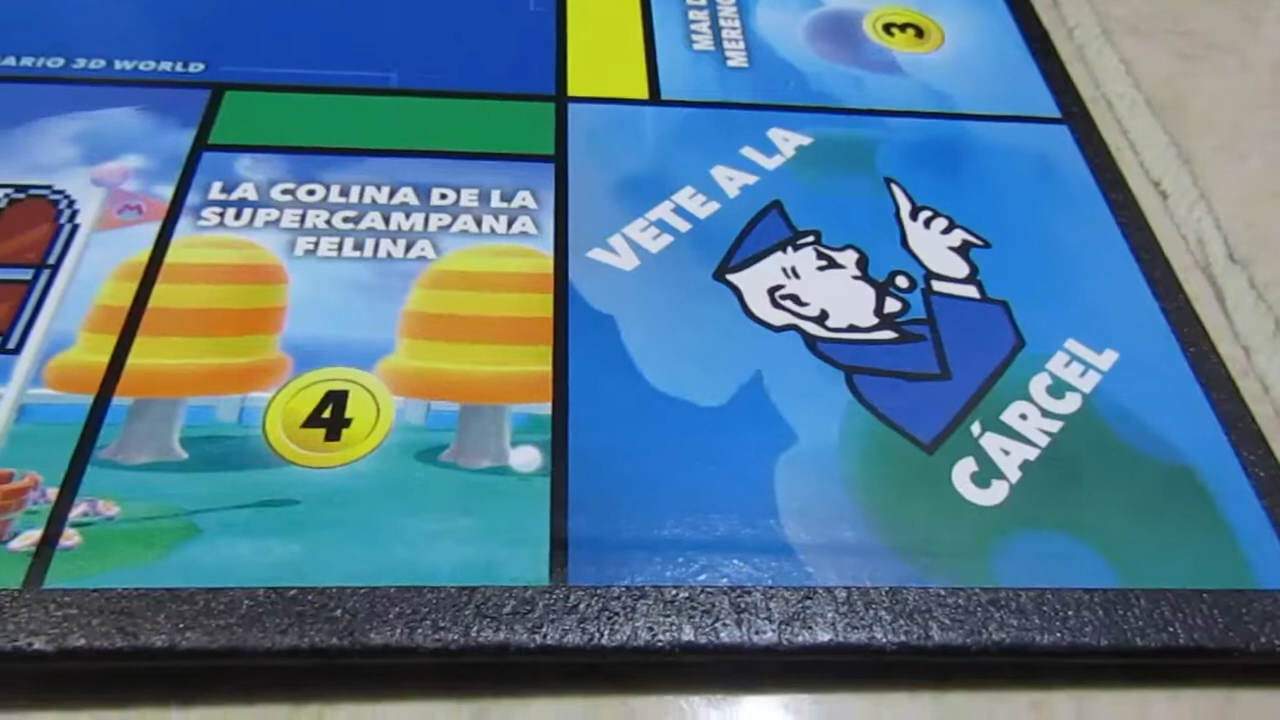 ARIO 3D WORLD
MAR D
MERENG
3
LA COLINA DE LA
SUPERCAMPANA
FELINA
4
VETE A LA
CÁRCEL
M